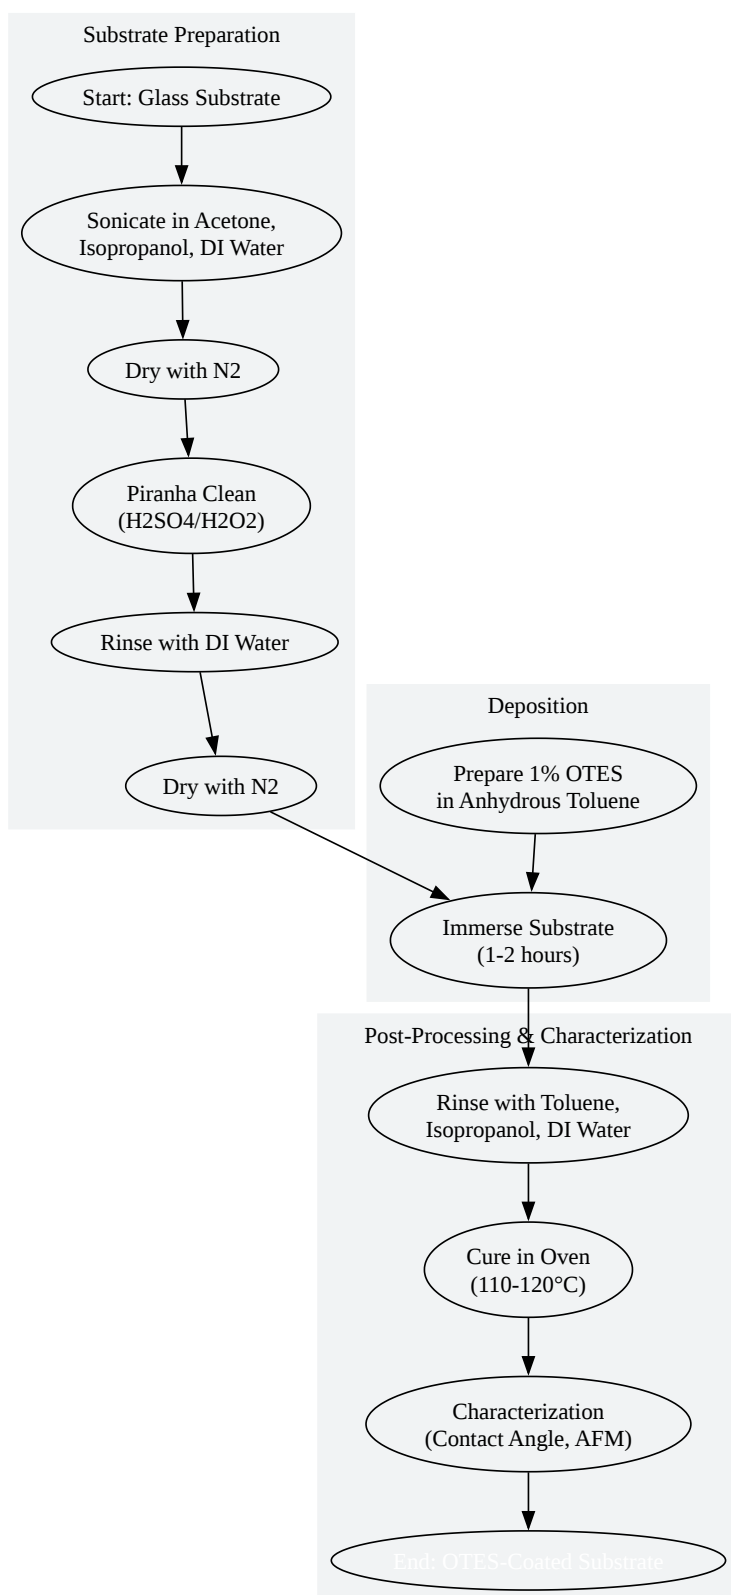 Substrate Preparation
Start: Glass Substrate
Sonicate in Acetone,
Isopropanol, DI Water
Dry with N2
Piranha Clean
(H2SO4/H2O2)
Rinse with DI Water
Dry with N2
Deposition
Prepare 1% OTES
in Anhydrous Toluene
Immerse Substrate
(1-2 hours)
Post-Processing & Characterization
Rinse with Toluene,
Isopropanol, DI Water
Cure in Oven
(110-120°C)
Characterization
(Contact Angle, AFM)
End: OTES-Coated Substrate